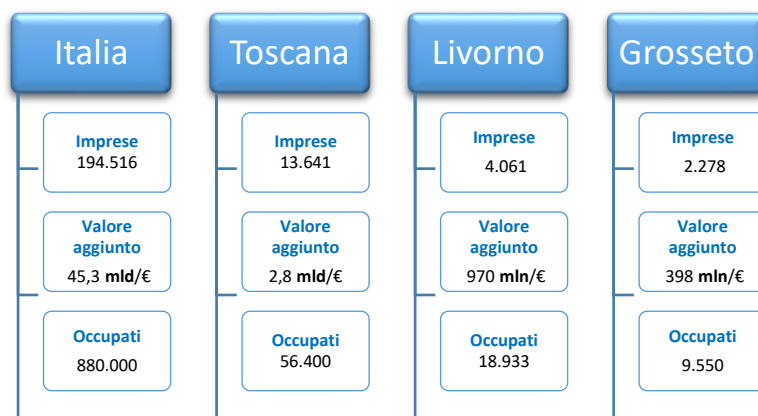 Italia
Imprese
194.516
Valore
aggiunto
45,3 mld/€
Occupati
880.000
Toscana
Imprese
13.641
Valore
aggiunto
2,8 mld/€
Occupati
56.400
Livorno
Imprese
4.061
Valore
aggiunto
970 mln/€
Occupati
18.933
Grosseto
Imprese
2.278
Valore
aggiunto
398 mln/€
Occupati
9.550